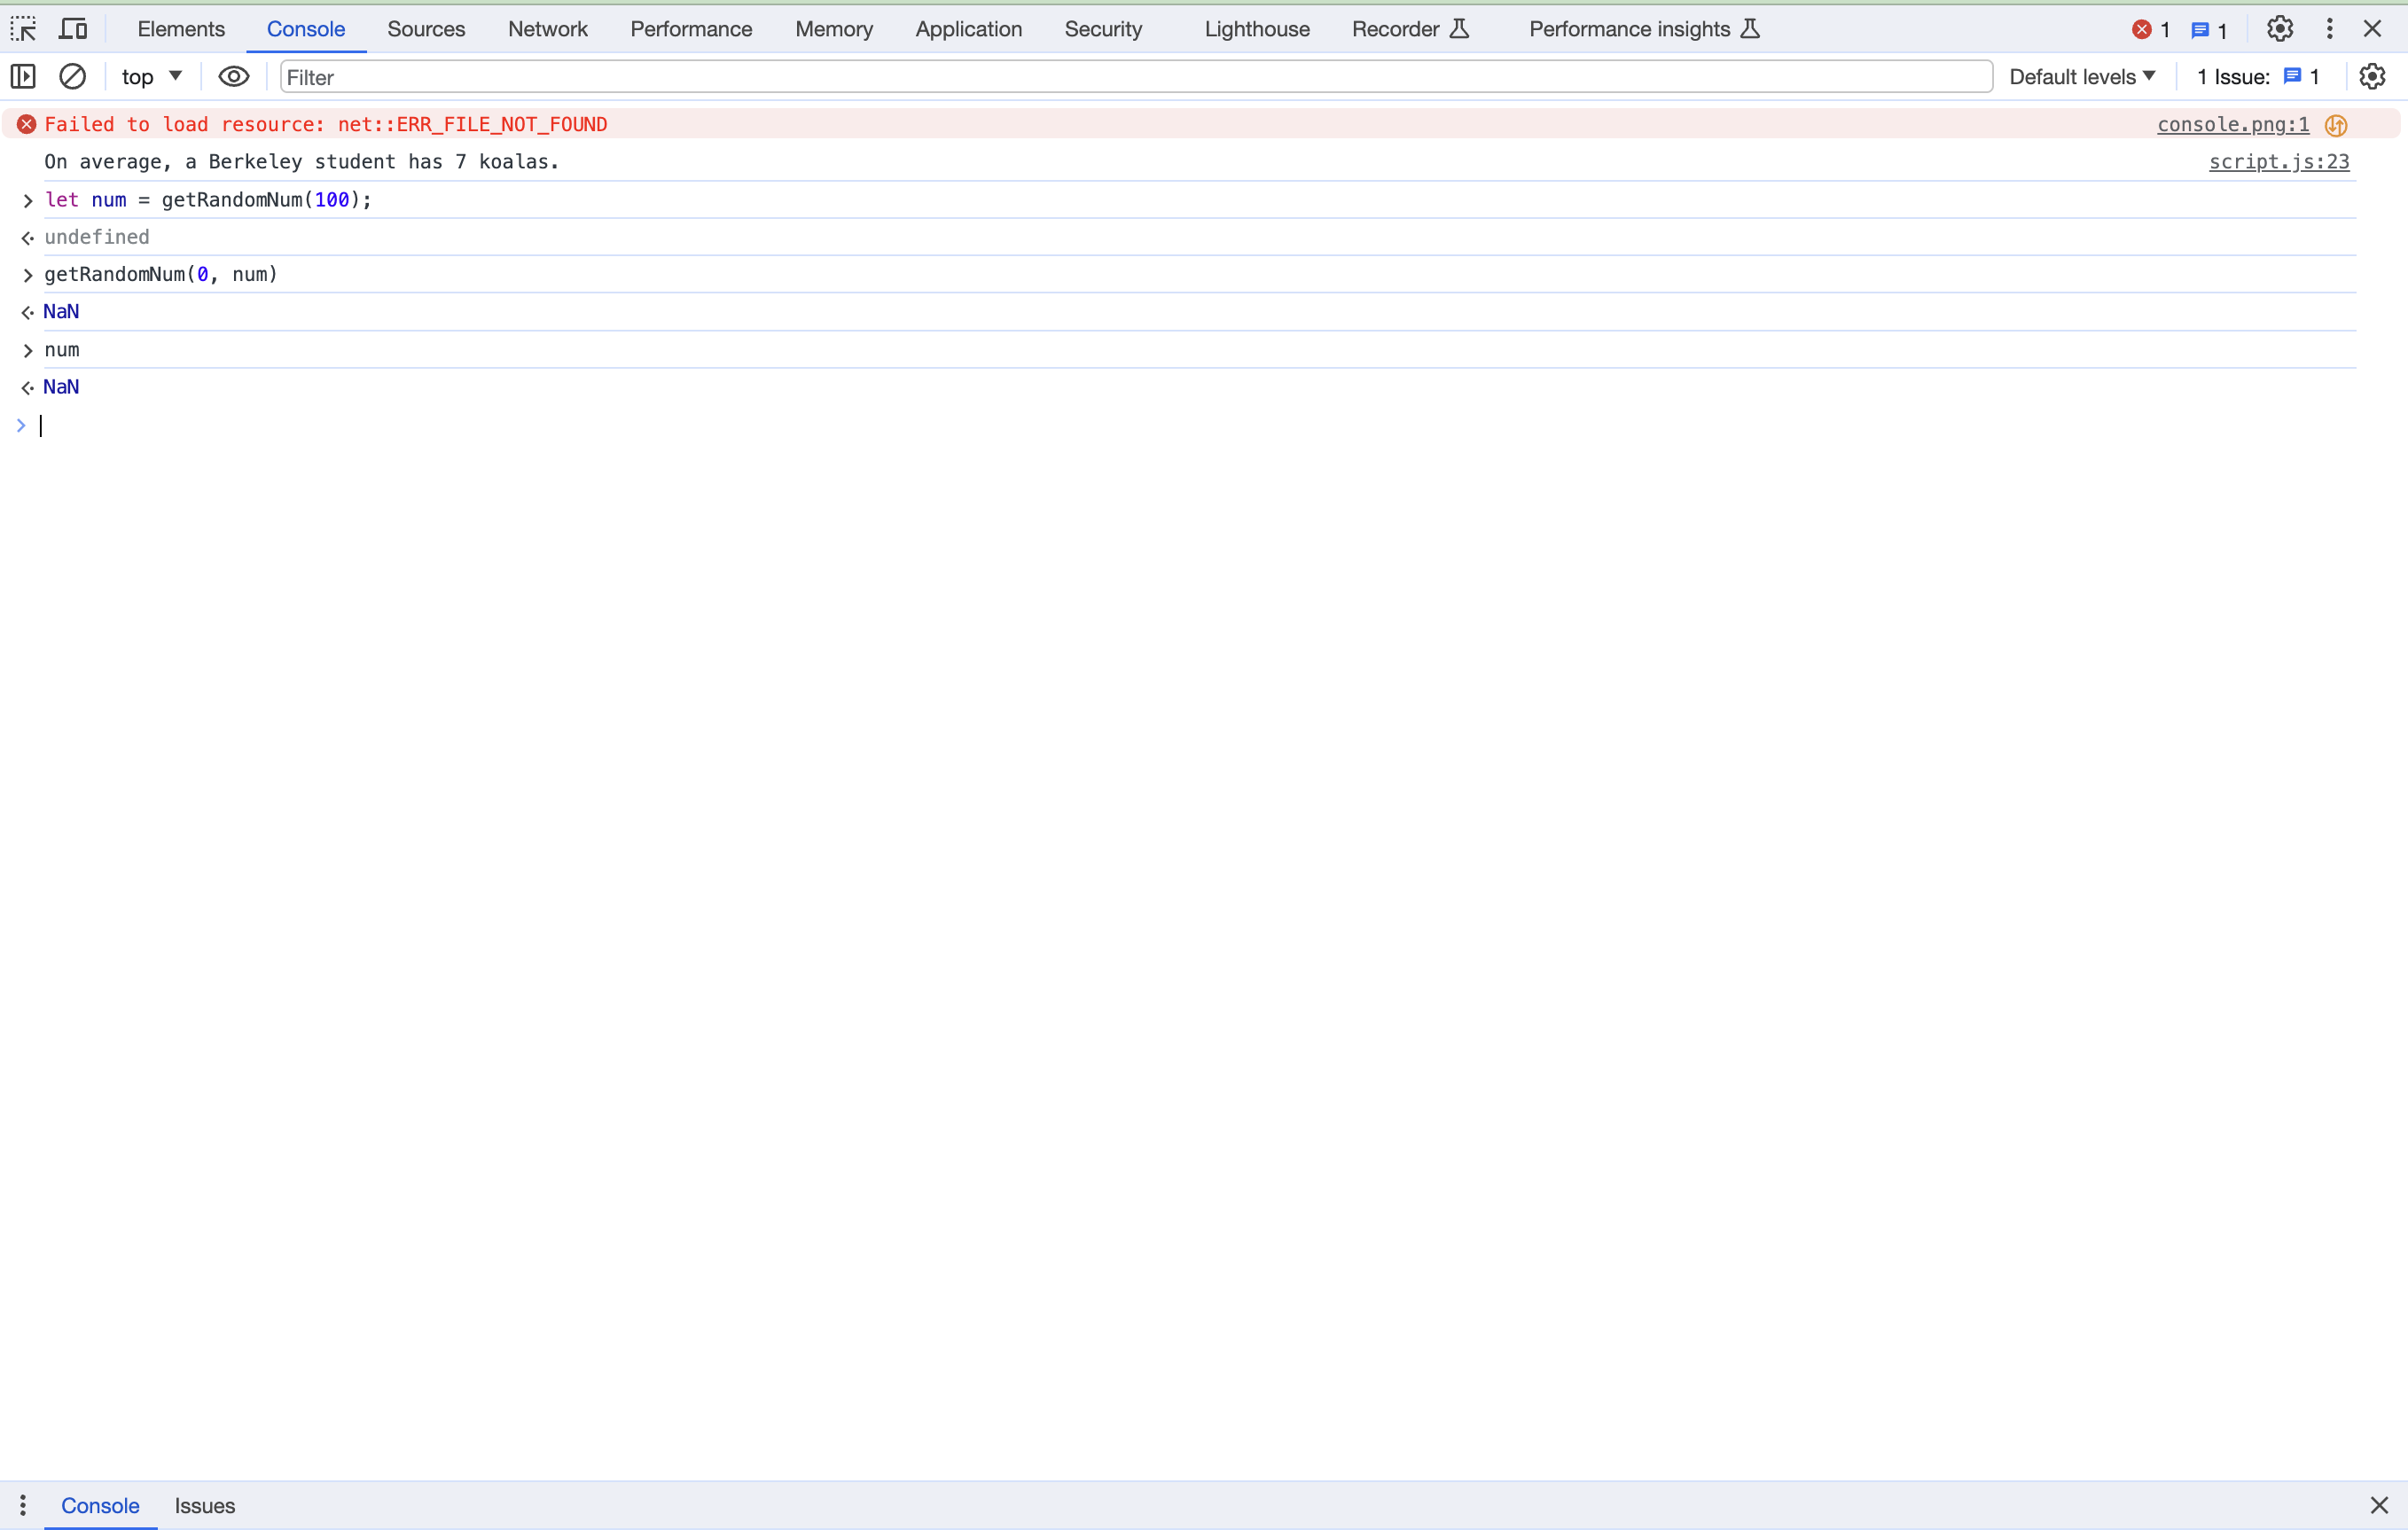 Elements Console Sources Network Performance Memory Application Security Lighthouse Recorder Performance insights 1 1
top Filter Default levels 1 Issue: 1
Failed to load resource: net::ERR_FILE_NOT_FOUND console.png:1
On average, a Berkeley student has 7 koalas. script.js:23
let num = getRandomNum(100);
undefined
getRandomNum(0, num)
NaN
num
NaN
Console Issues